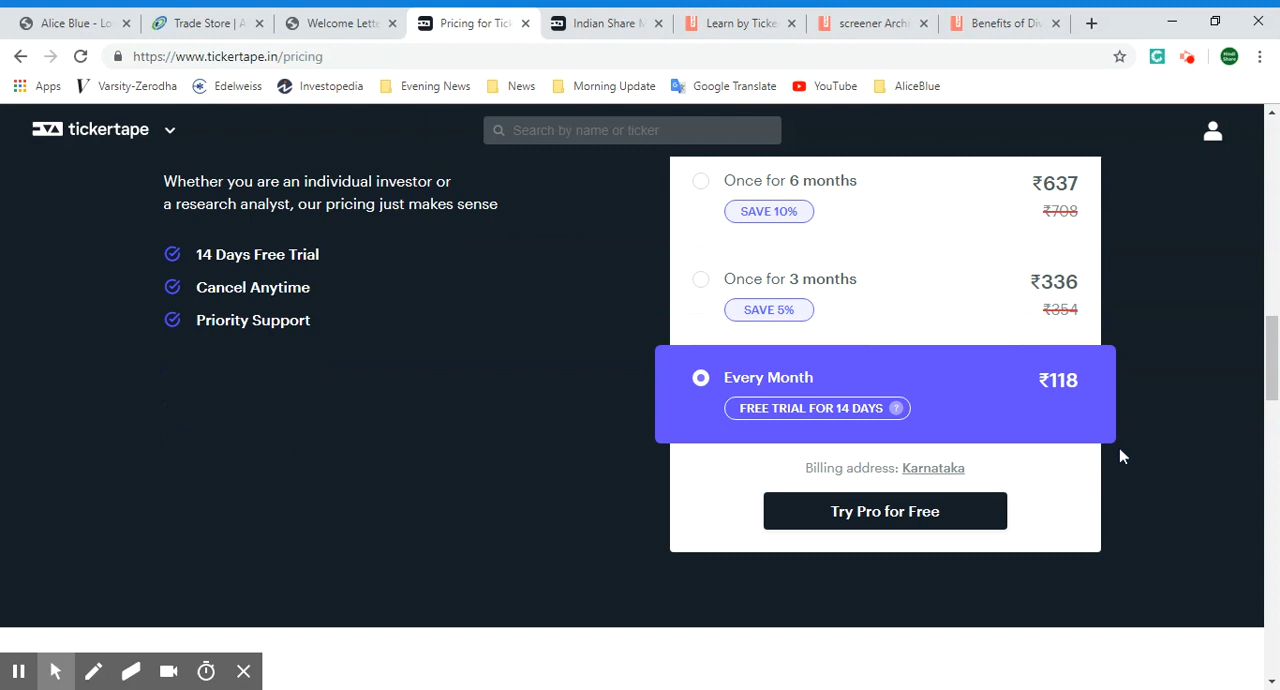 Alice Blue - Lo
Trade Store | A
Welcome Lett
Pricing for Tick
Indian Share M
Learn by Ticke
screener Archi
Benefits of Div
https://www.tickertape.in/pricing
Apps
Varsity-Zerodha
Edelweiss
Investopedia
Evening News
News
Morning Update
Google Translate
YouTube
AliceBlue
tickertape
Search by name or ticker
Whether you are an individual investor or
a research analyst, our pricing just makes sense
14 Days Free Trial
Cancel Anytime
Priority Support
Once for 6 months ₹637
SAVE 10% ₹708
Once for 3 months ₹336
SAVE 5% ₹354
Every Month ₹118
FREE TRIAL FOR 14 DAYS ?
Billing address: Karnataka
Try Pro for Free